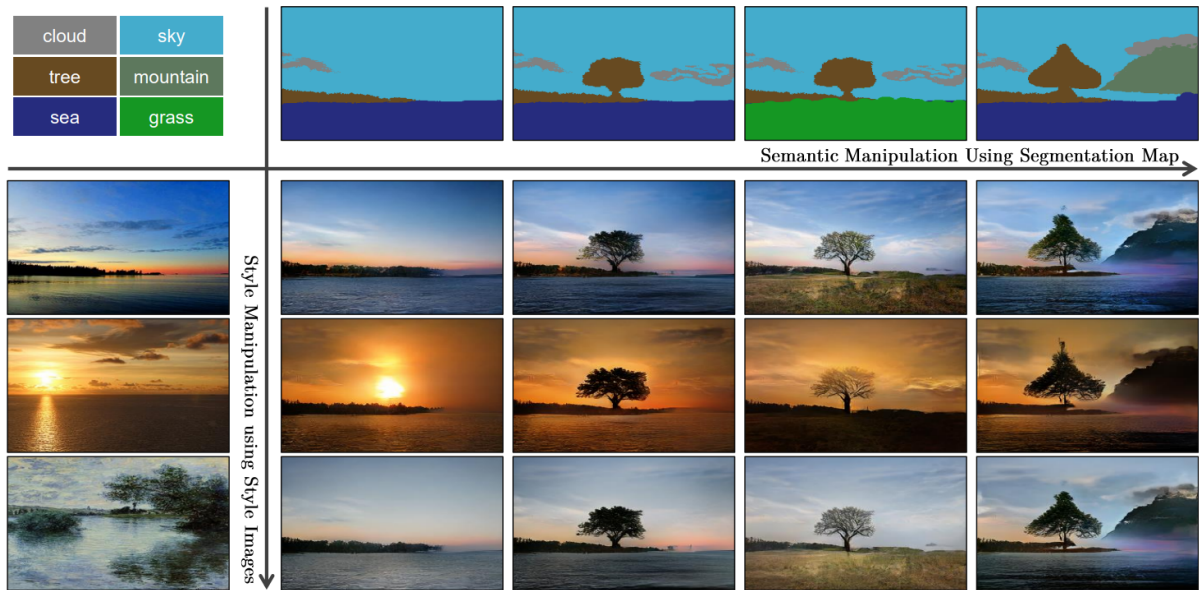 cloud
sky
tree
mountain
sea
grass
Semantic Manipulation Using Segmentation Map
Style Manipulation using Style Images